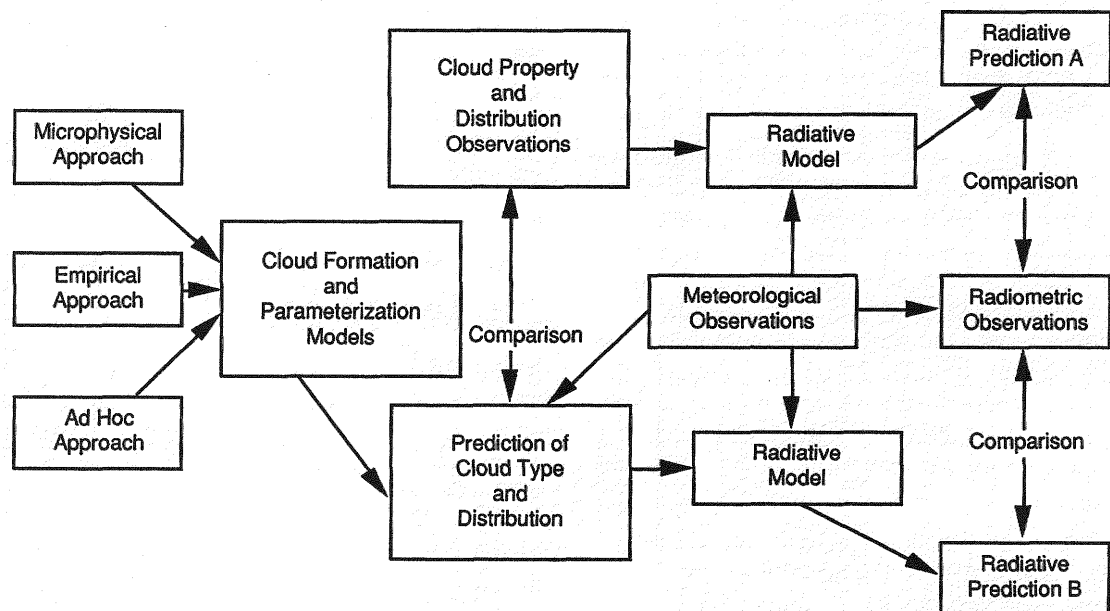 Microphysical
Approach
Empirical
Approach
Ad Hoc
Approach
Cloud Formation
and
Parameterization
Models
Cloud Property
and
Distribution
Observations
Comparison
Prediction of
Cloud Type
and
Distribution
Radiative
Model
Meteorological
Observations
Radiative
Model
Radiative
Prediction A
Comparison
Radiometric
Observations
Comparison
Radiative
Prediction B